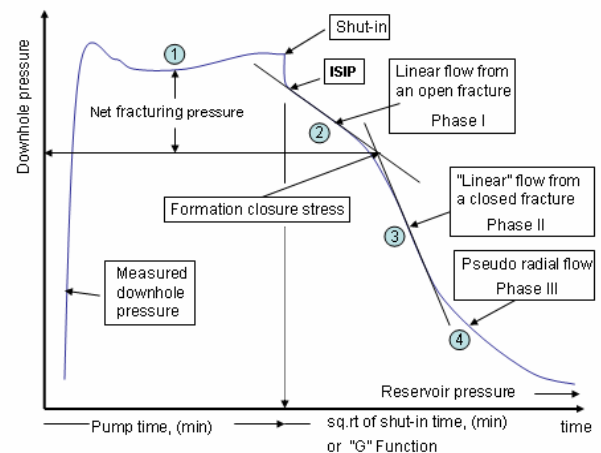 Downhole pressure
1
Shut-in
ISIP
Net fracturing pressure
Linear flow from
an open fracture
Phase I
2
Formation closure stress
"Linear" flow from
a closed fracture
Phase II
3
Measured
downhole
pressure
Pseudo radial flow
Phase III
4
Reservoir pressure
Pump time, (min)
sq.rt of shut-in time, (min)
or "G" Function
time